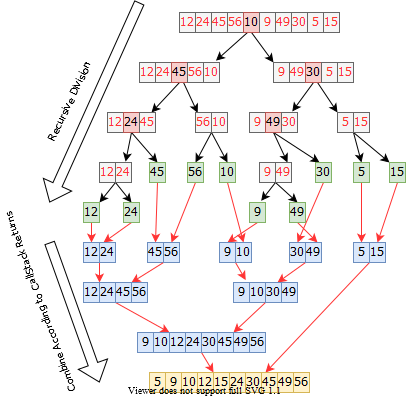 12 24 45 56 10 9 49 30 5 15
12 24 45 56 10 9 49 30 5 15
Recursive Division
12 24 45 56 10 9 49 30 5 15
12 24 45 56 10 9 49 30 5 15
12 24 9 49
12 24 45 56 9 10 30 49 5 15
Combine According to CallStack Returns
12 24 45 56 9 10 30 49
9 10 12 24 30 45 49 56
5 9 10 12 15 24 30 45 49 56
Viewer does not support full SVG 1.1